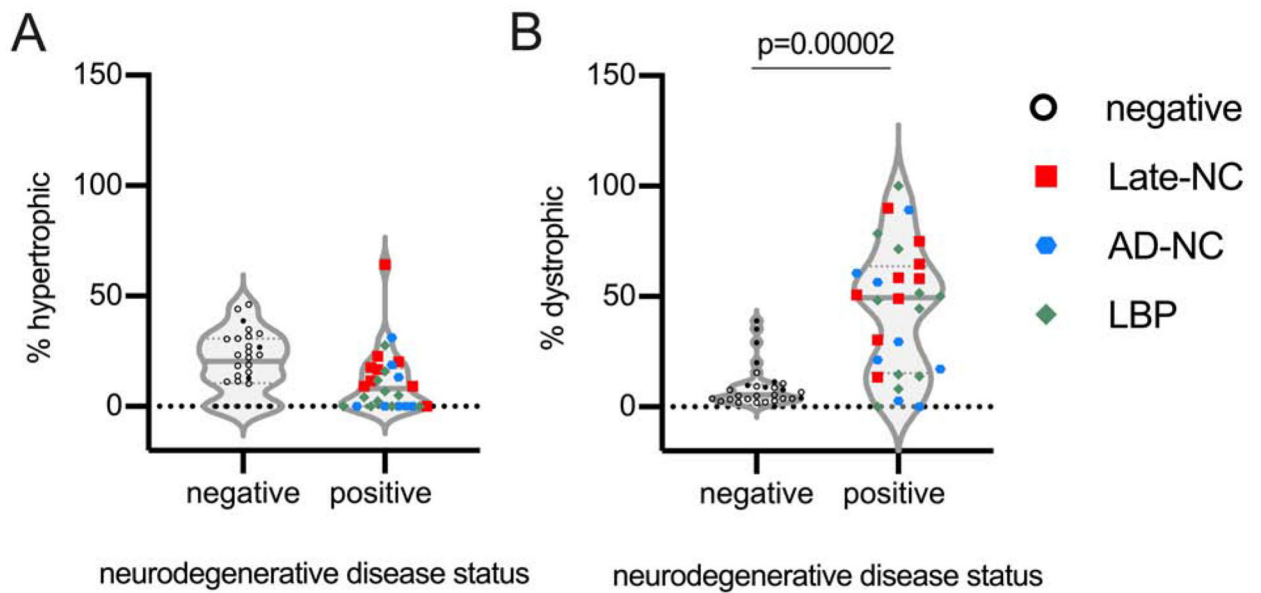 A
% hypertrophic
150
100
50
0
negative
positive
neurodegenerative disease status
B
p=0.00002
% dystrophic
150
100
50
0
negative
positive
neurodegenerative disease status
negative
Late-NC
AD-NC
LBP